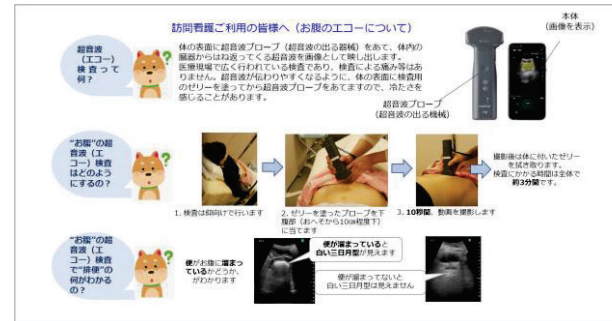 訪問看護ご利用の皆様へ（お腹のエコーについて）
超音波
（エコー）
検査って
何？
体の表面に超音波プローブ（超音波の出る器械）をあて、体内の
臓器からはね返ってくる超音波を画像として映し出します。
医療現場で広く行われている検査であり、検査による痛み等はあ
りません。超音波が伝わりやすくなるように、体の表面に検査用
のゼリーを塗ってから超音波プローブをあてますので、冷たさを
感じることがあります。
本体
（画像を表示）
超音波プローブ
（超音波の出る機械）
“お腹”の超
音波（エ
コー）検査
はどのよう
にするの？
1. 検査は仰向けで行います
2. ゼリーを塗ったプローブを下
腹部（おへそから10㎝程度下）
に当てます
3. 10秒間、動画を撮影します
撮影後は体に付いたゼリー
を拭き取ります。
検査にかかる時間は全体で
約3分間です。
“お腹”の超
音波（エ
コー）検査
で“排便”の
何がわかる
の？
便がお腹に溜まっ
ているかどうか、
がわかります
便が溜まっていると
白い三日月型が見えます
便が溜まってないと
白い三日月型は見えません